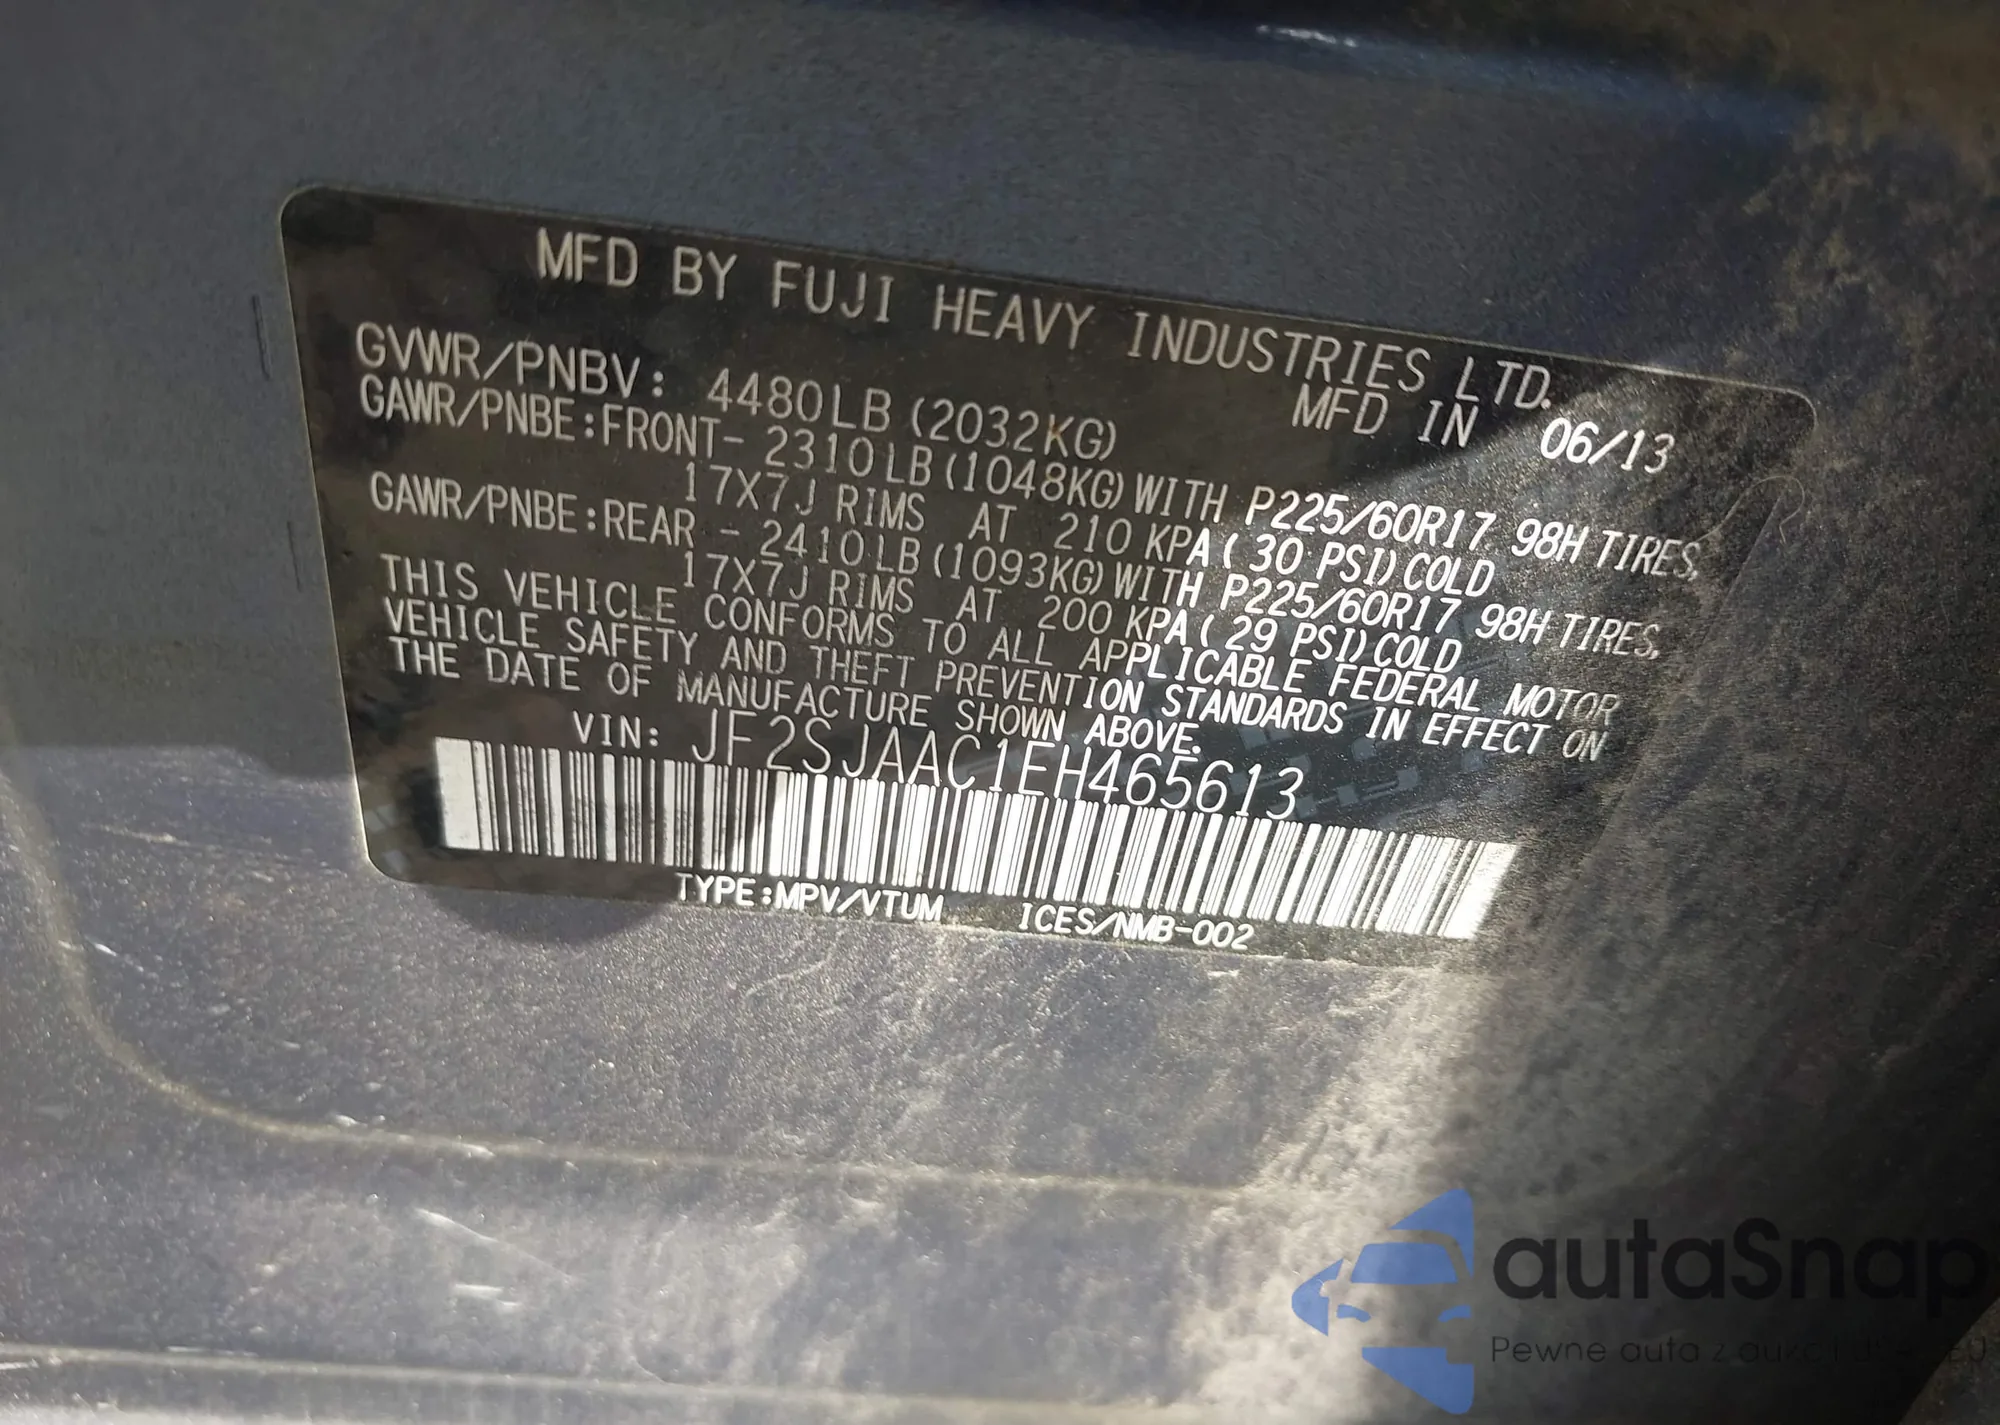 MFD BY FUJI HEAVY INDUSTRIES LTD.
MFD IN 06/13
GVWR/PNBV: 4480LB (2032KG)
GAWR/PNBE:FRONT- 2310LB(1048KG)WITH P225/60R17 98H TIRES,
17X7J RIMS AT 210 KPA( 30 PSI)COLD
GAWR/PNBE:REAR - 2410LB(1093KG)WITH P225/60R17 98H TIRES,
17X7J RIMS AT 200 KPA( 29 PSI)COLD
THIS VEHICLE CONFORMS TO ALL APPLICABLE FEDERAL MOTOR
VEHICLE SAFETY AND THEFT PREVENTION STANDARDS IN EFFECT ON
THE DATE OF MANUFACTURE SHOWN ABOVE.
VIN: JF2SJAAC1EH465613
TYPE:MPV/VTUM ICES/NMB-002
autaSnap
Pewne auta z aukcji